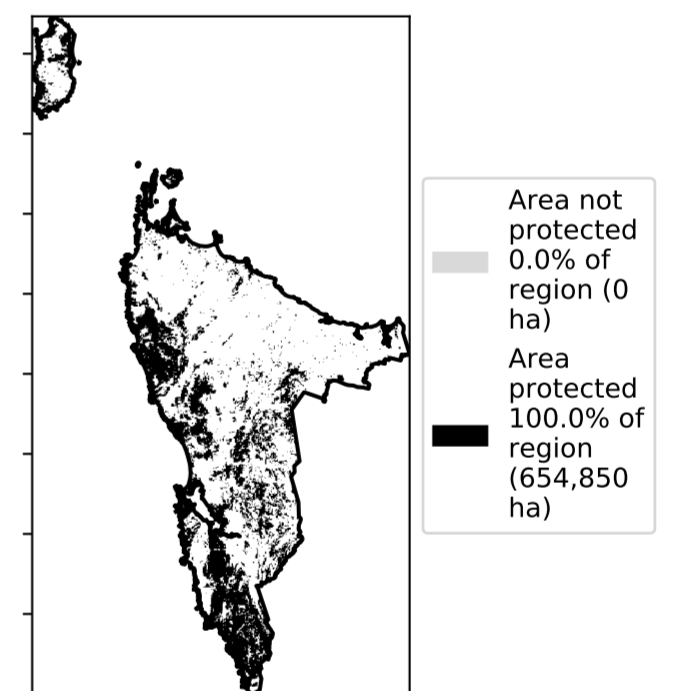 Area not
protected
0.0% of
region (0
ha)
Area
protected
100.0% of
region
(654,850
ha)